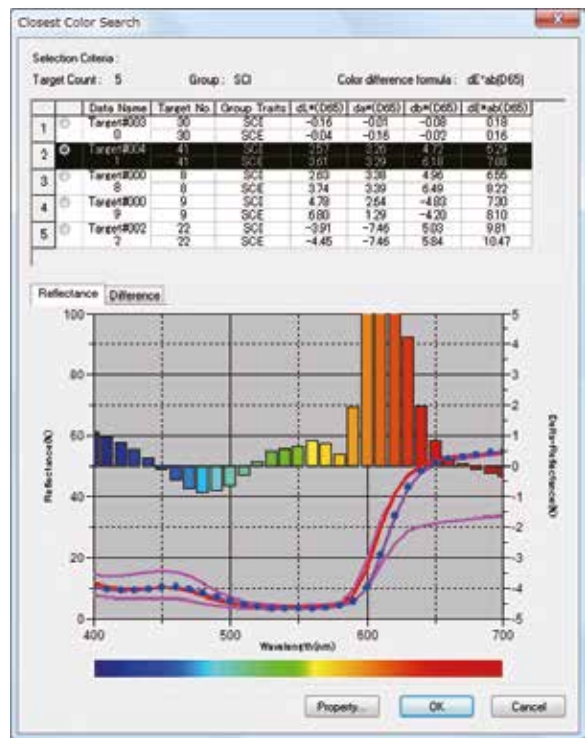 Closest Color Search
Selection Criteria :
Target Count : 5 Group : SCI Color difference formula : dE*ab(D65)
Data Name Target No. Group Traits dL*(D65) da*(D65) db*(D65) dE*ab(D65)
1 Target#003 30 SCI -0.16 -0.01 -0.08 0.18
0 SCE -0.04 -0.16 -0.02 0.16
2 Target#004 41 SCI 2.57 3.26 4.72 6.29
1 41 SCE 3.61 3.29 6.18
3 Target#000 8 SCI 2.63 3.38 4.96 6.55
8 8 SCE 3.74 3.39 6.49 8.22
4 Target#000 9 SCI 4.78 2.64 -4.83 7.30
9 9 SCE 6.80 1.29 -4.20 8.10
5 Target#002 22 SCI -3.91 -7.46 5.03 9.81
2 22 SCE -4.45 -7.46 5.84 10.47
Reflectance Difference
100 5
4
80 3
2
1
60 0
40 -1
-2
20 -3
-4
0 -5
Reflectance(%)
Delta-Reflectance(%)
400 500 600 700
Wavelength(nm)
Property... OK Cancel